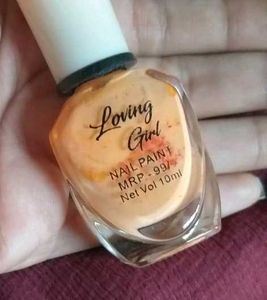 Loving
Girl
NAIL PAINT
MRP - 99/-
Net Vol 10ml